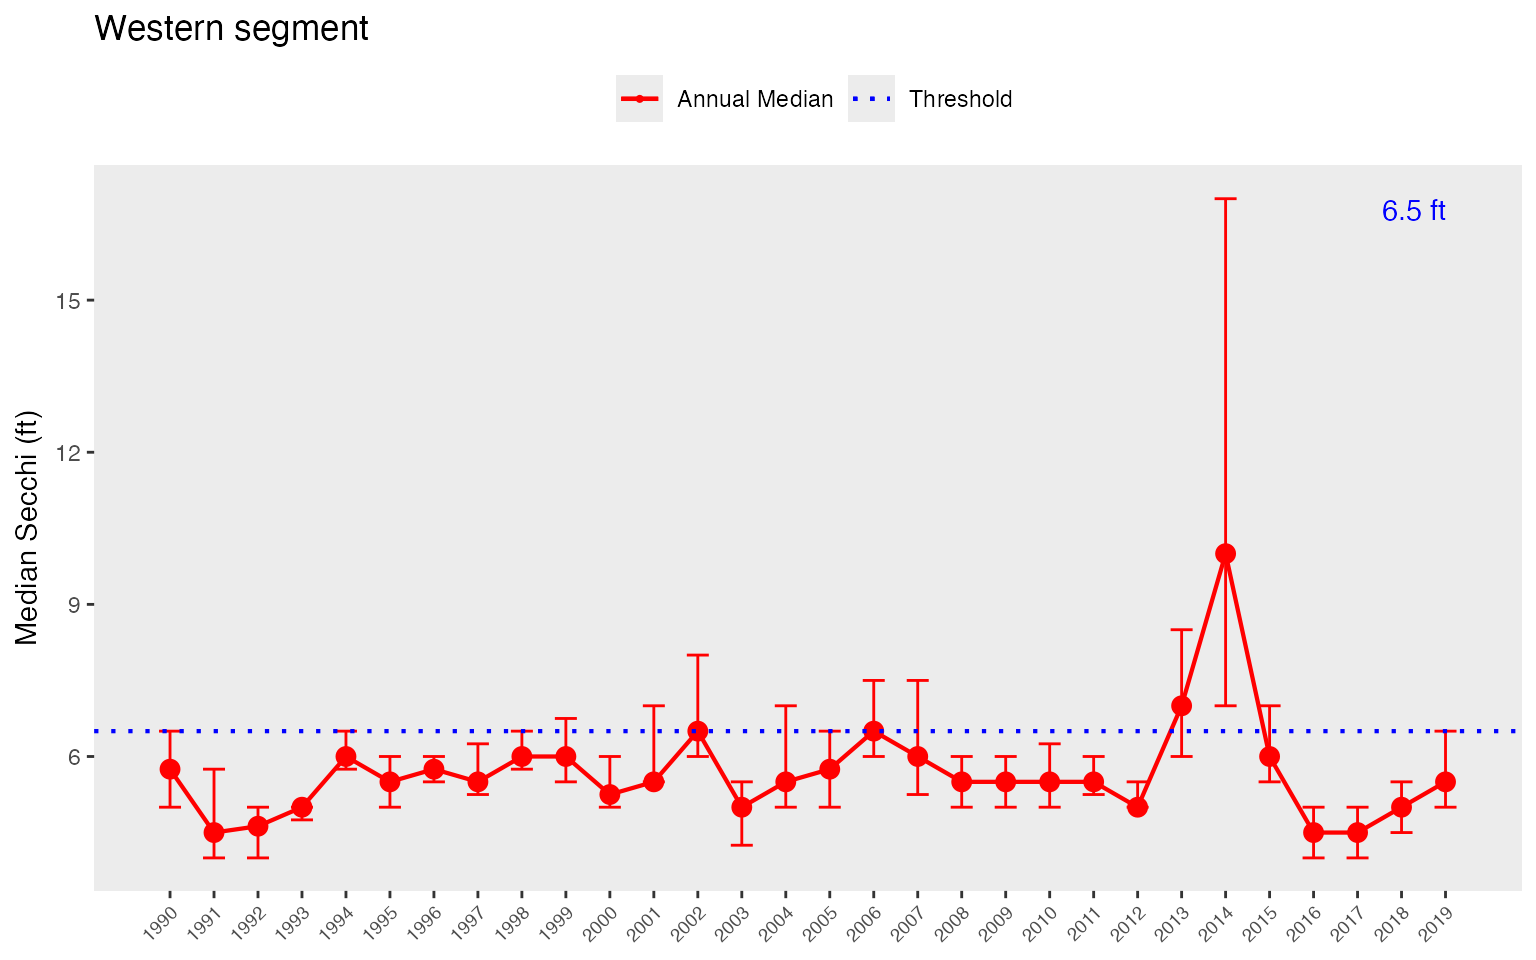 Western segment
Annual Median Threshold
6.5 ft
15
12
9
6
Median Secchi (ft)
1990 1991 1992 1993 1994 1995 1996 1997 1998 1999 2000 2001 2002 2003 2004 2005 2006 2007 2008 2009 2010 2011 2012 2013 2014 2015 2016 2017 2018 2019